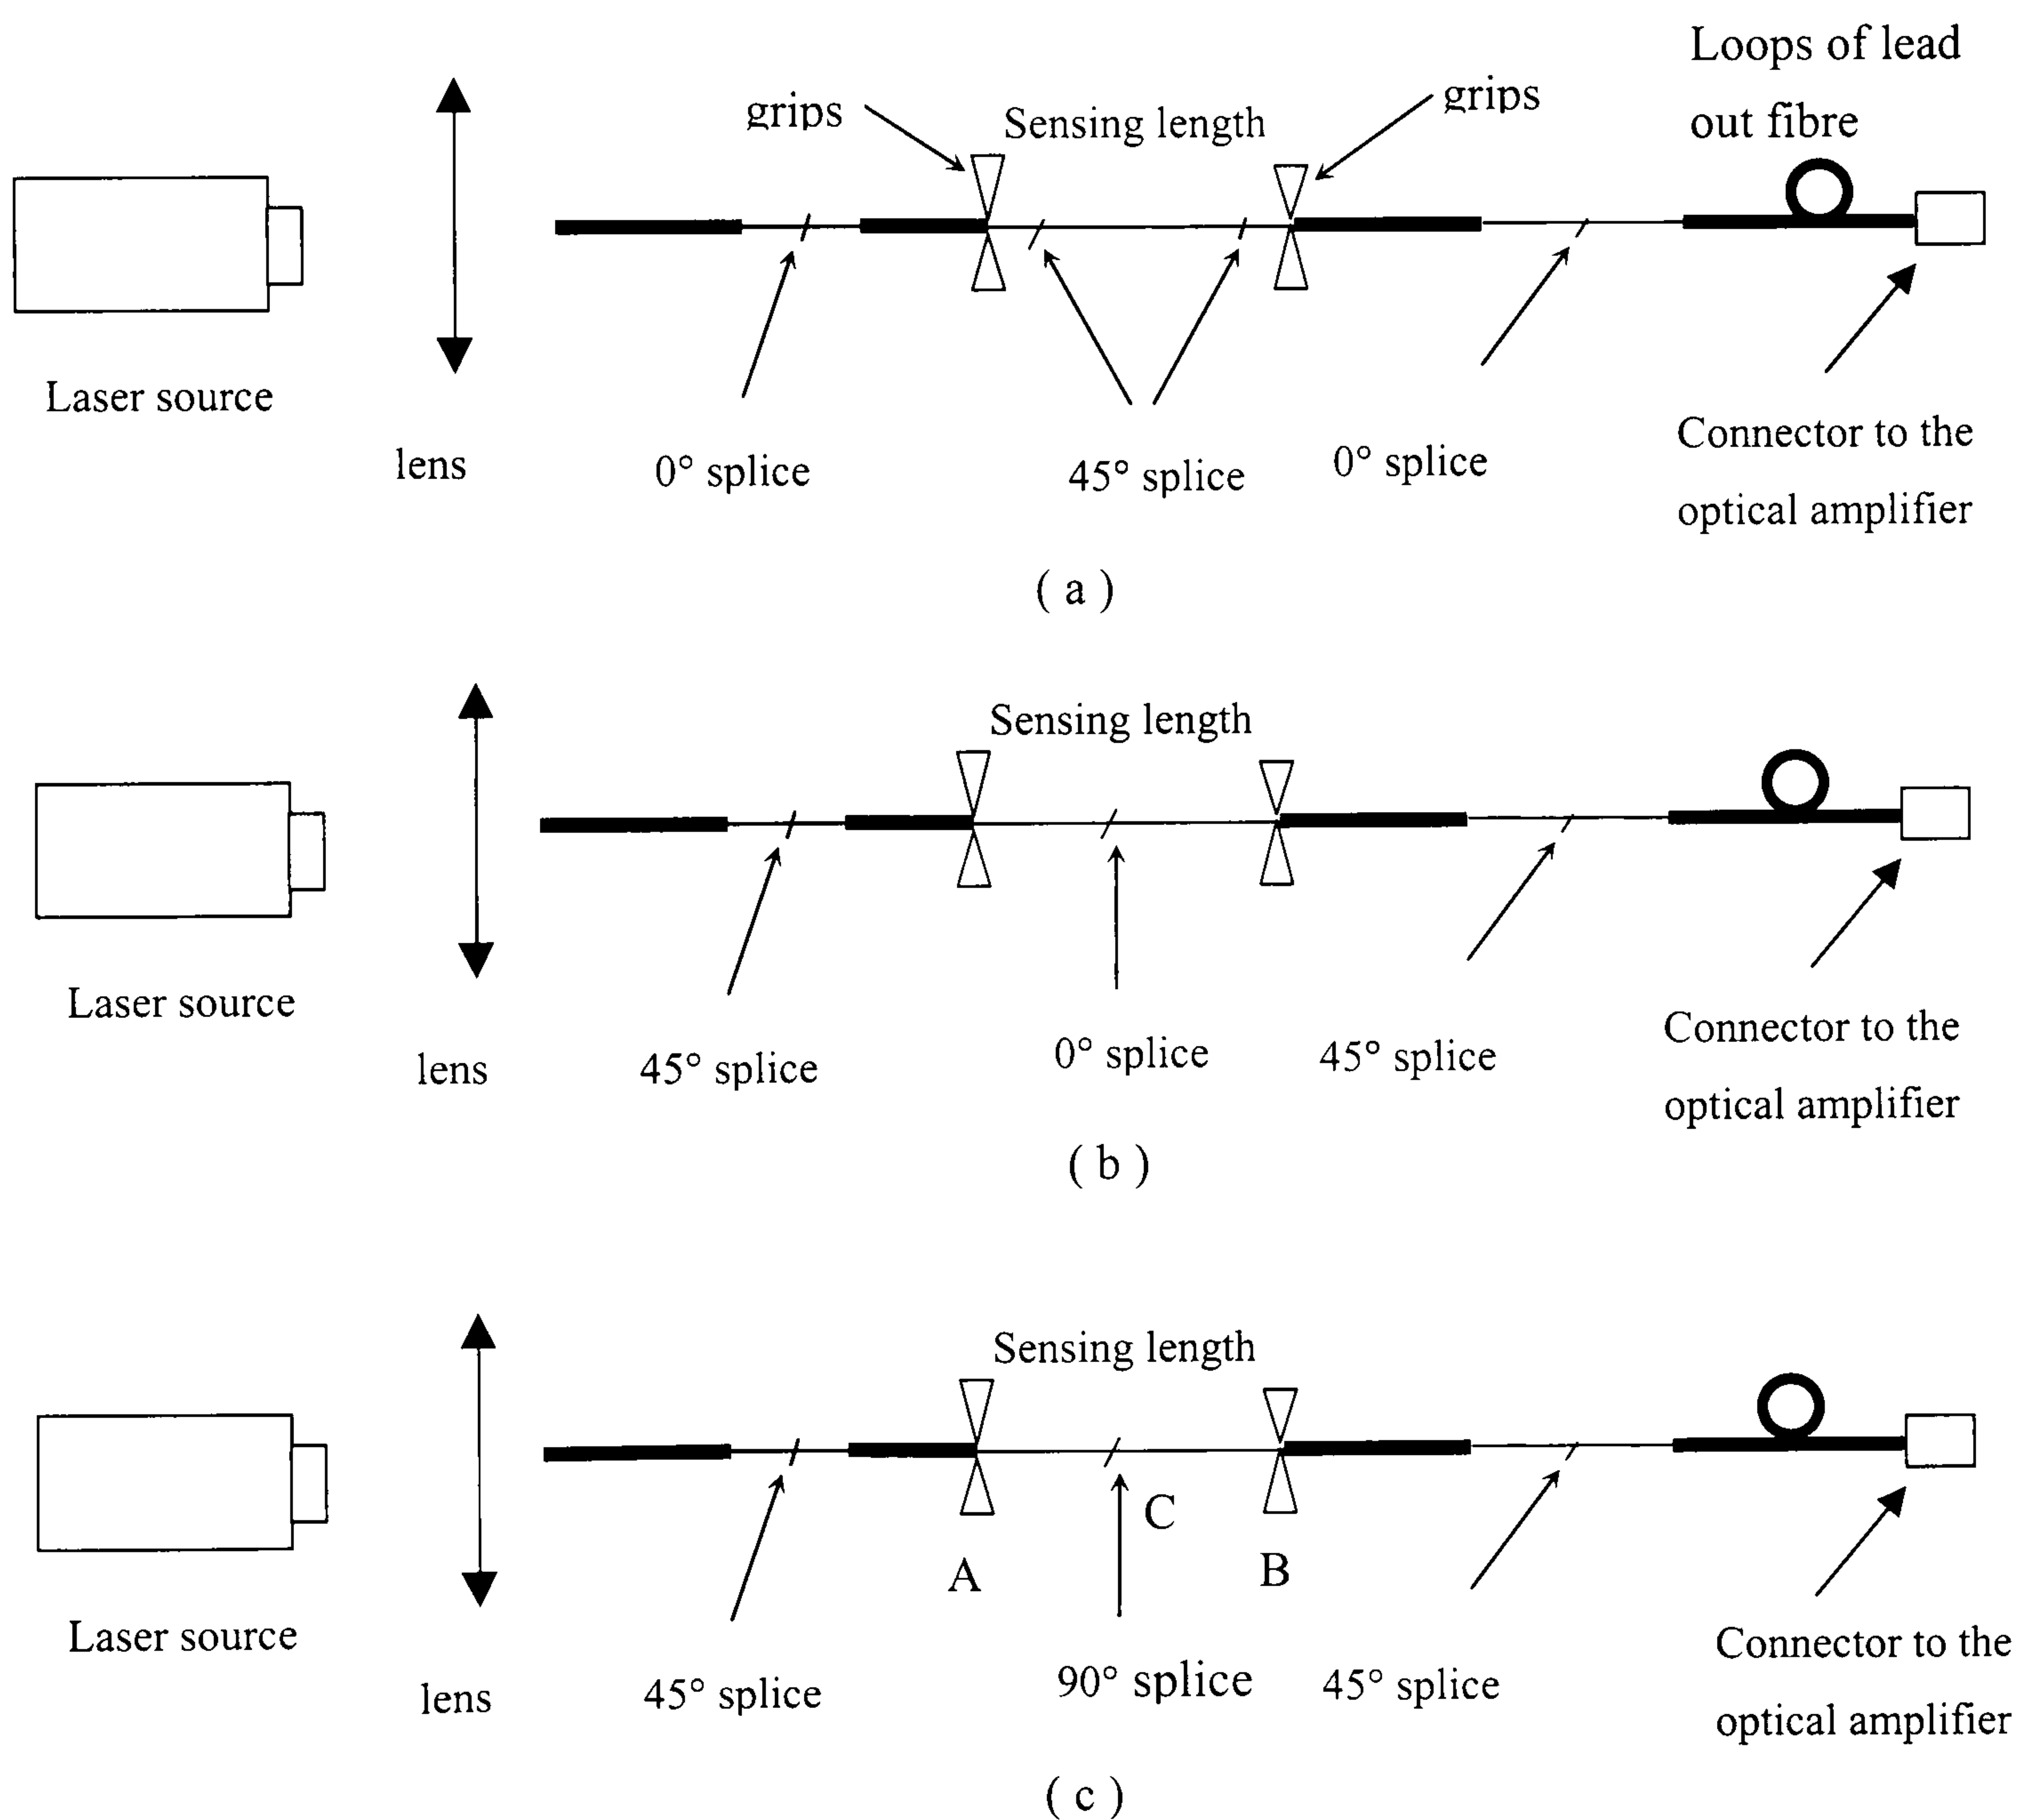 Loops of lead
out fibre
grips
Sensing length
grips
Laser source
lens
0° splice
45° splice
0° splice
Connector to the
optical amplifier
( a )
Sensing length
Laser source
lens
45° splice
0° splice
45° splice
Connector to the
optical amplifier
( b )
Sensing length
C
A
B
Laser source
lens
45° splice
90° splice
45° splice
Connector to the
optical amplifier
( c )